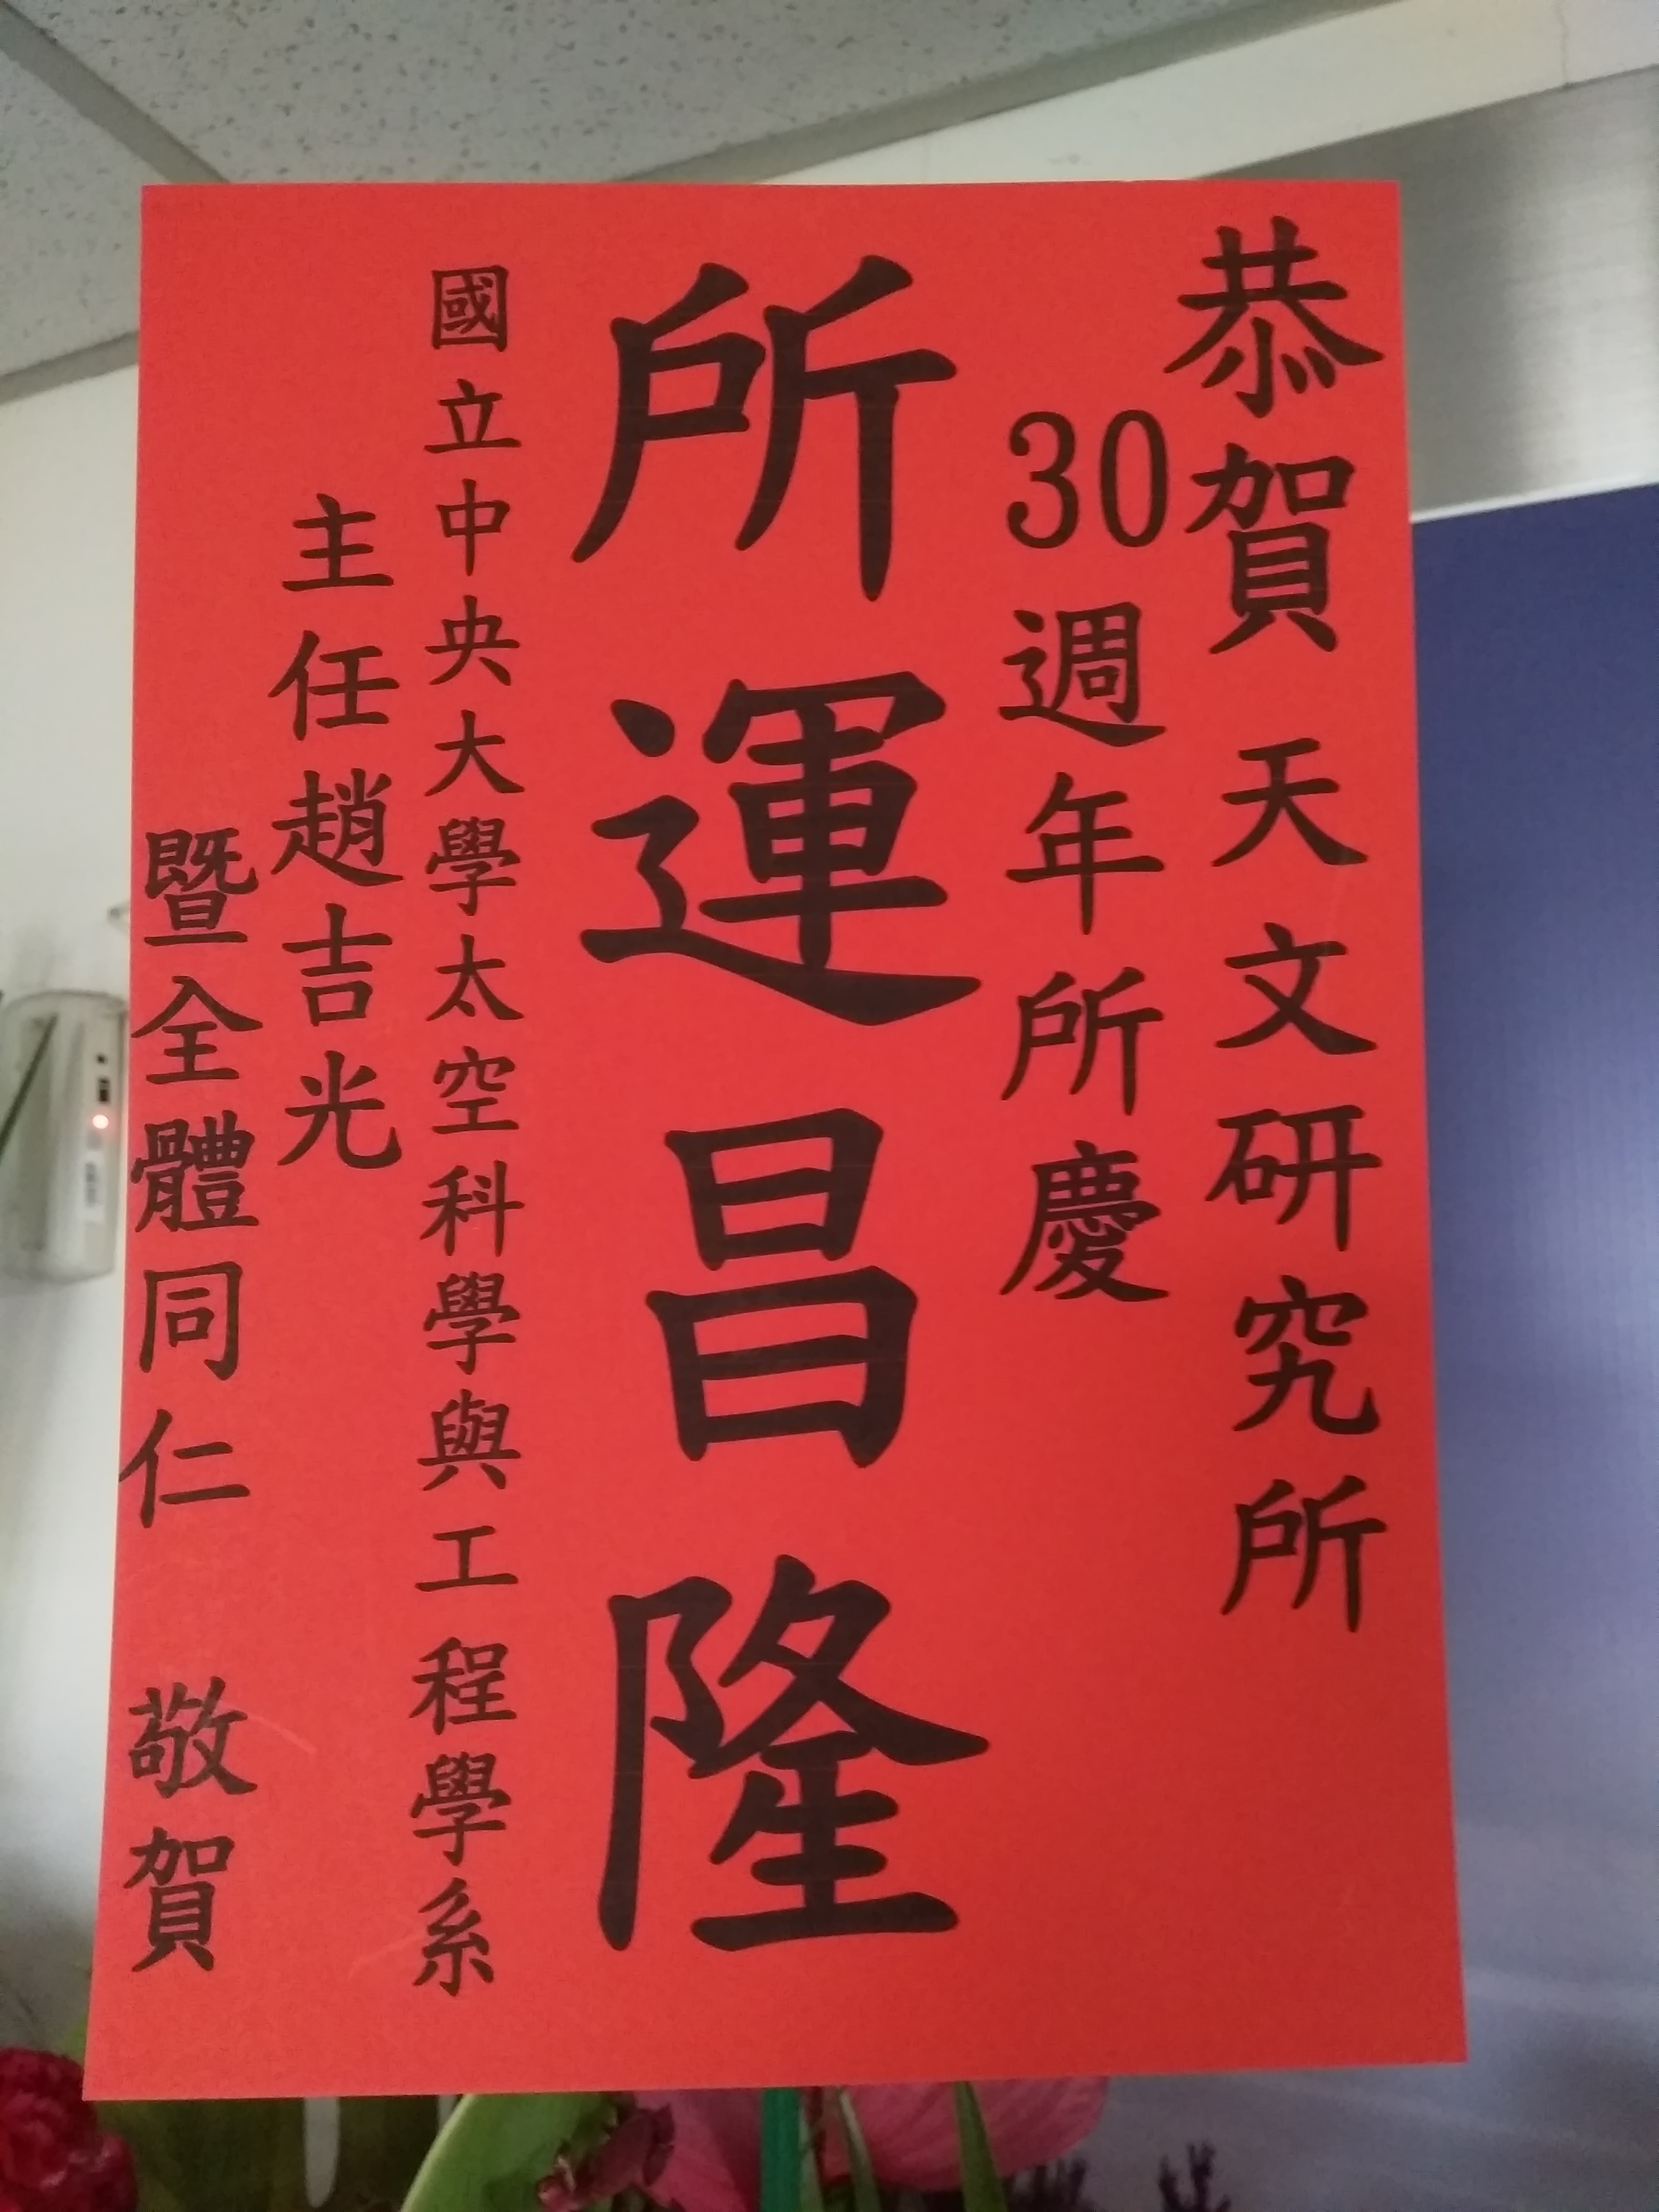 恭賀 天文研究所
30週年所慶
所運昌隆
國立中央大學太空科學與工程學系
主任趙吉光
暨全體同仁 敬賀